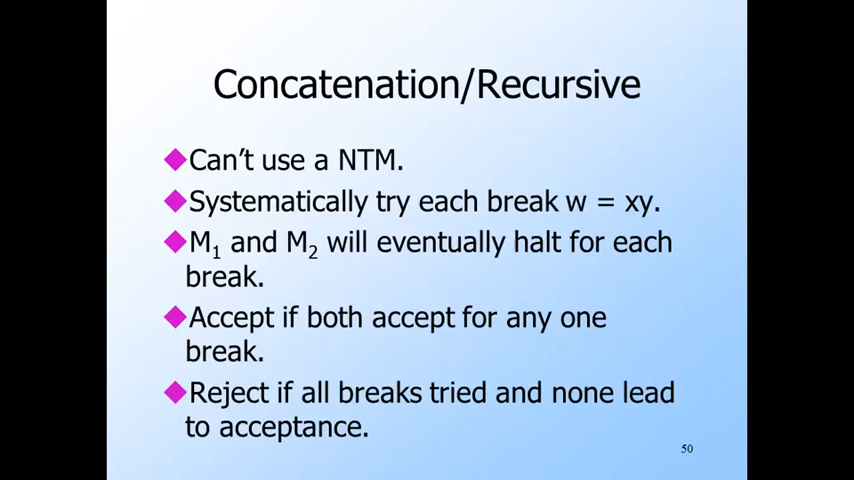 Concatenation/Recursive
◆Can't use a NTM.
◆Systematically try each break w = xy.
◆M₁ and M₂ will eventually halt for each
break.
◆Accept if both accept for any one
break.
◆Reject if all breaks tried and none lead
to acceptance.
50